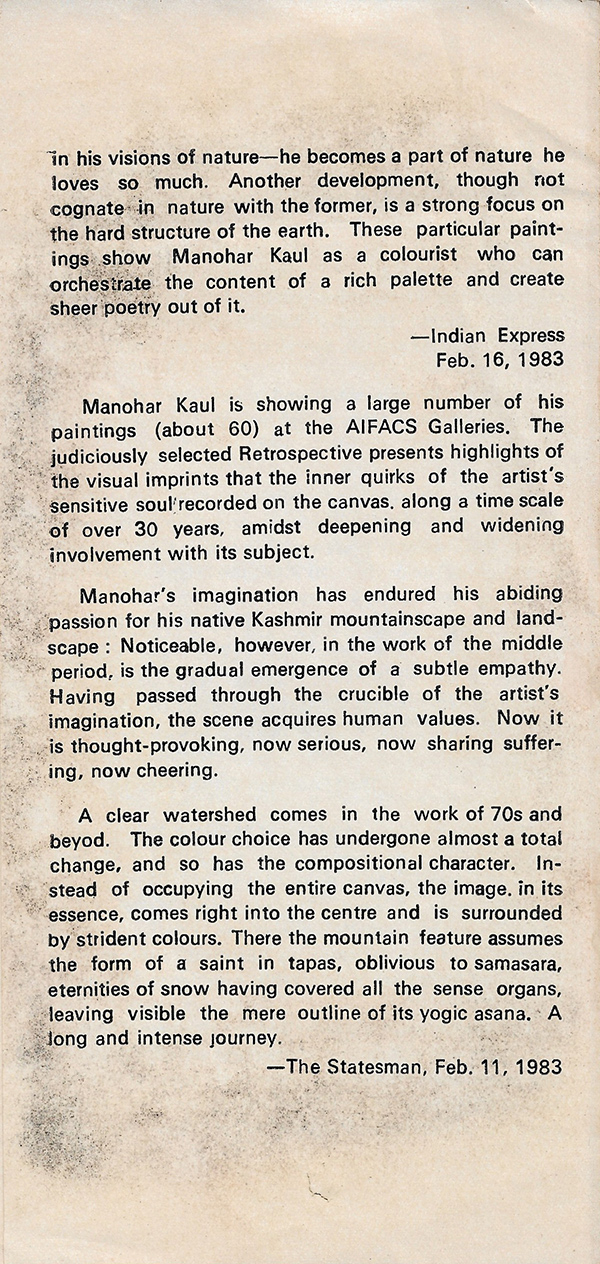 in his visions of nature—he becomes a part of nature he
loves so much. Another development, though not
cognate in nature with the former, is a strong focus on
the hard structure of the earth. These particular paint-
ings show Manohar Kaul as a colourist who can
orchestrate the content of a rich palette and create
sheer poetry out of it.
—Indian Express
Feb. 16, 1983
Manohar Kaul is showing a large number of his
paintings (about 60) at the AIFACS Galleries. The
judiciously selected Retrospective presents highlights of
the visual imprints that the inner quirks of the artist's
sensitive soul recorded on the canvas. along a time scale
of over 30 years, amidst deepening and widening
involvement with its subject.
Manohar's imagination has endured his abiding
passion for his native Kashmir mountainscape and land-
scape : Noticeable, however, in the work of the middle
period, is the gradual emergence of a subtle empathy.
Having passed through the crucible of the artist's
imagination, the scene acquires human values. Now it
is thought-provoking, now serious, now sharing suffer-
ing, now cheering.
A clear watershed comes in the work of 70s and
beyod. The colour choice has undergone almost a total
change, and so has the compositional character. In-
stead of occupying the entire canvas, the image. in its
essence, comes right into the centre and is surrounded
by strident colours. There the mountain feature assumes
the form of a saint in tapas, oblivious to samasara,
eternities of snow having covered all the sense organs,
leaving visible the mere outline of its yogic asana. A
long and intense journey.
—The Statesman, Feb. 11, 1983